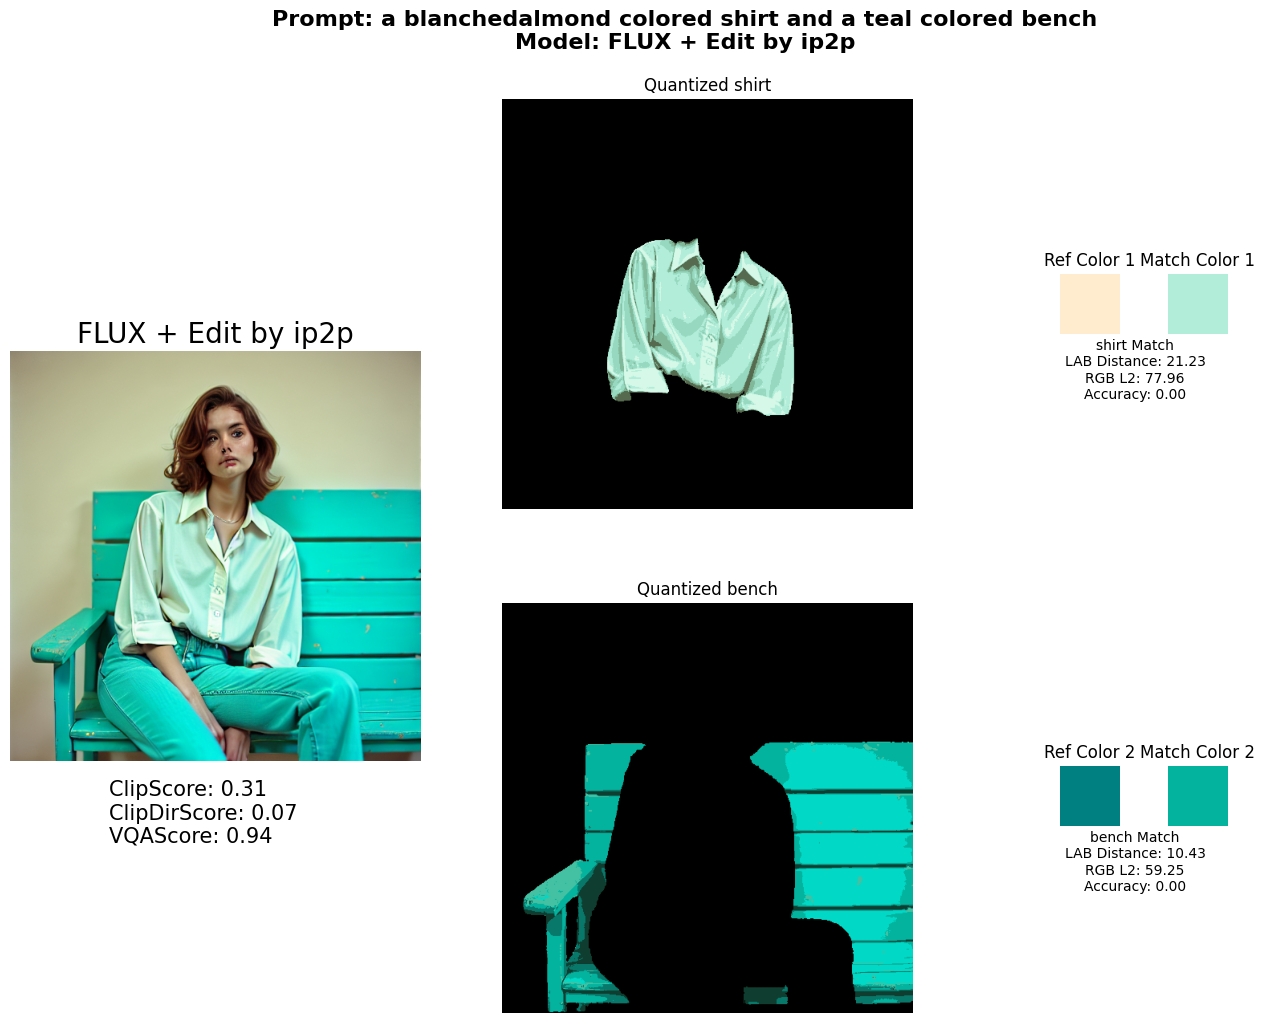 Prompt: a blanchedalmond colored shirt and a teal colored bench
Model: FLUX + Edit by ip2p
Quantized shirt
Ref Color 1 Match Color 1
shirt Match
LAB Distance: 21.23
RGB L2: 77.96
Accuracy: 0.00
FLUX + Edit by ip2p
ClipScore: 0.31
ClipDirScore: 0.07
VQAScore: 0.94
Quantized bench
Ref Color 2 Match Color 2
bench Match
LAB Distance: 10.43
RGB L2: 59.25
Accuracy: 0.00